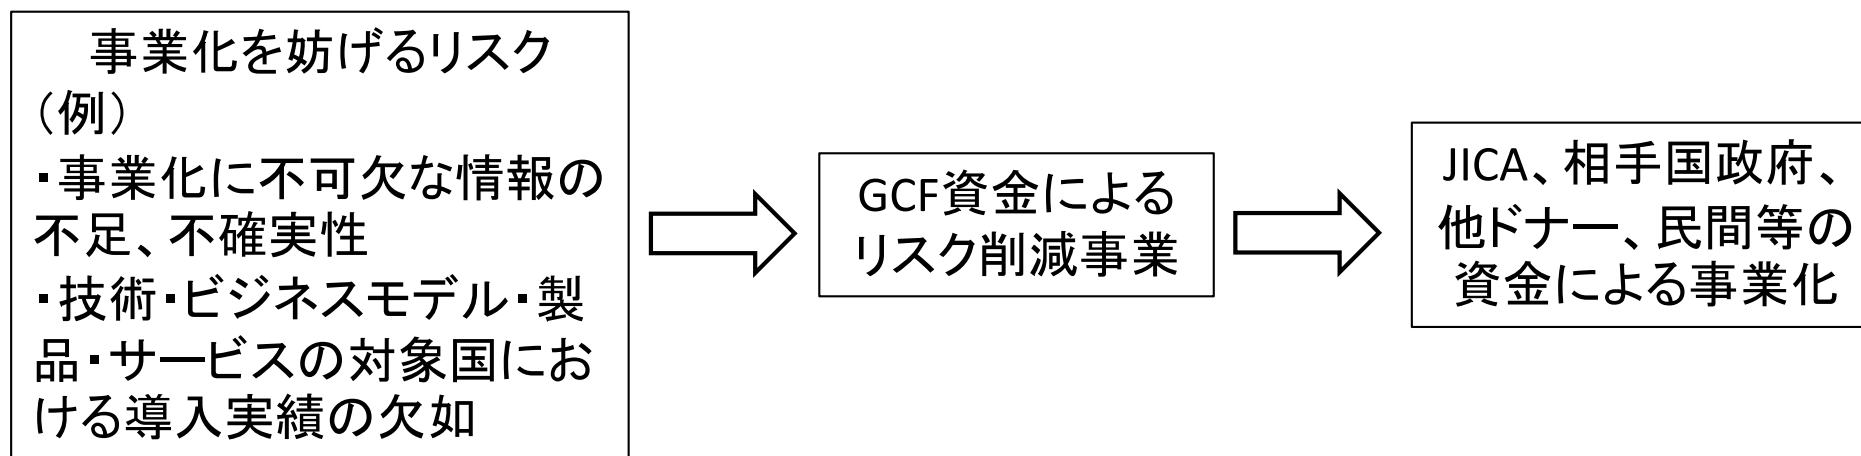 事業化を妨げるリスク
（例）
・事業化に不可欠な情報の
不足、不確実性
・技術・ビジネスモデル・製
品・サービスの対象国にお
ける導入実績の欠如
GCF資金による
リスク削減事業
JICA、相手国政府、
他ドナー、民間等の
資金による事業化